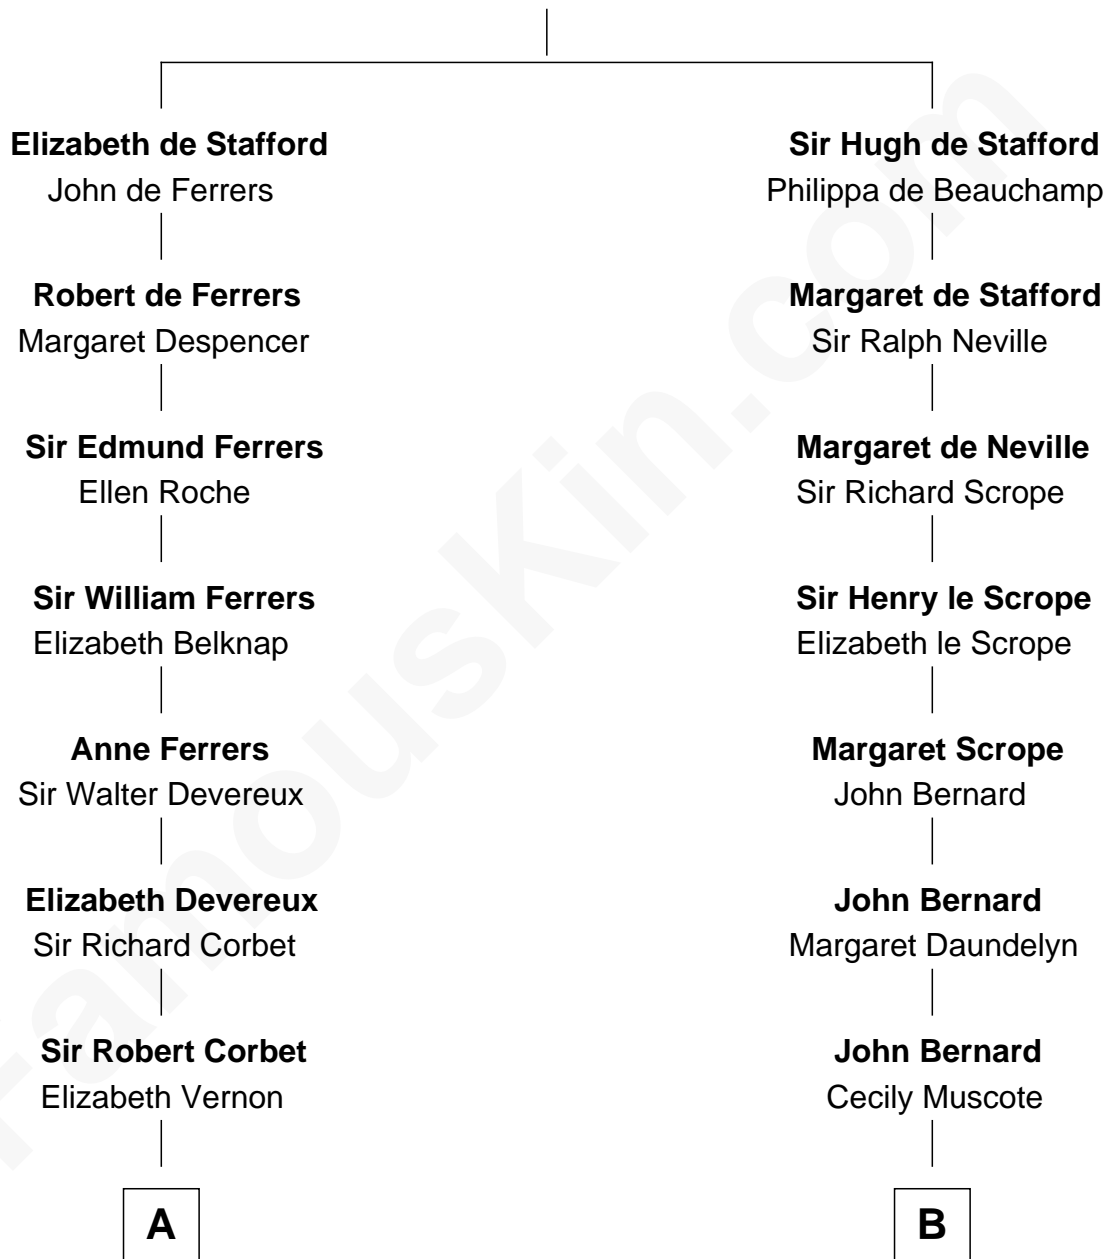 Elizabeth de Stafford
John de Ferrers
Sir Hugh de Stafford
Philippa de Beauchamp
Robert de Ferrers
Margaret Despencer
Margaret de Stafford
Sir Ralph Neville
Sir Edmund Ferrers
Ellen Roche
Margaret de Neville
Sir Richard Scrope
Sir William Ferrers
Elizabeth Belknap
Sir Henry le Scrope
Elizabeth le Scrope
Anne Ferrers
Sir Walter Devereux
Margaret Scrope
John Bernard
Elizabeth Devereux
Sir Richard Corbet
John Bernard
Margaret Daundelyn
Sir Robert Corbet
Elizabeth Vernon
John Bernard
Cecily Muscote
A
B
FamousKin.com